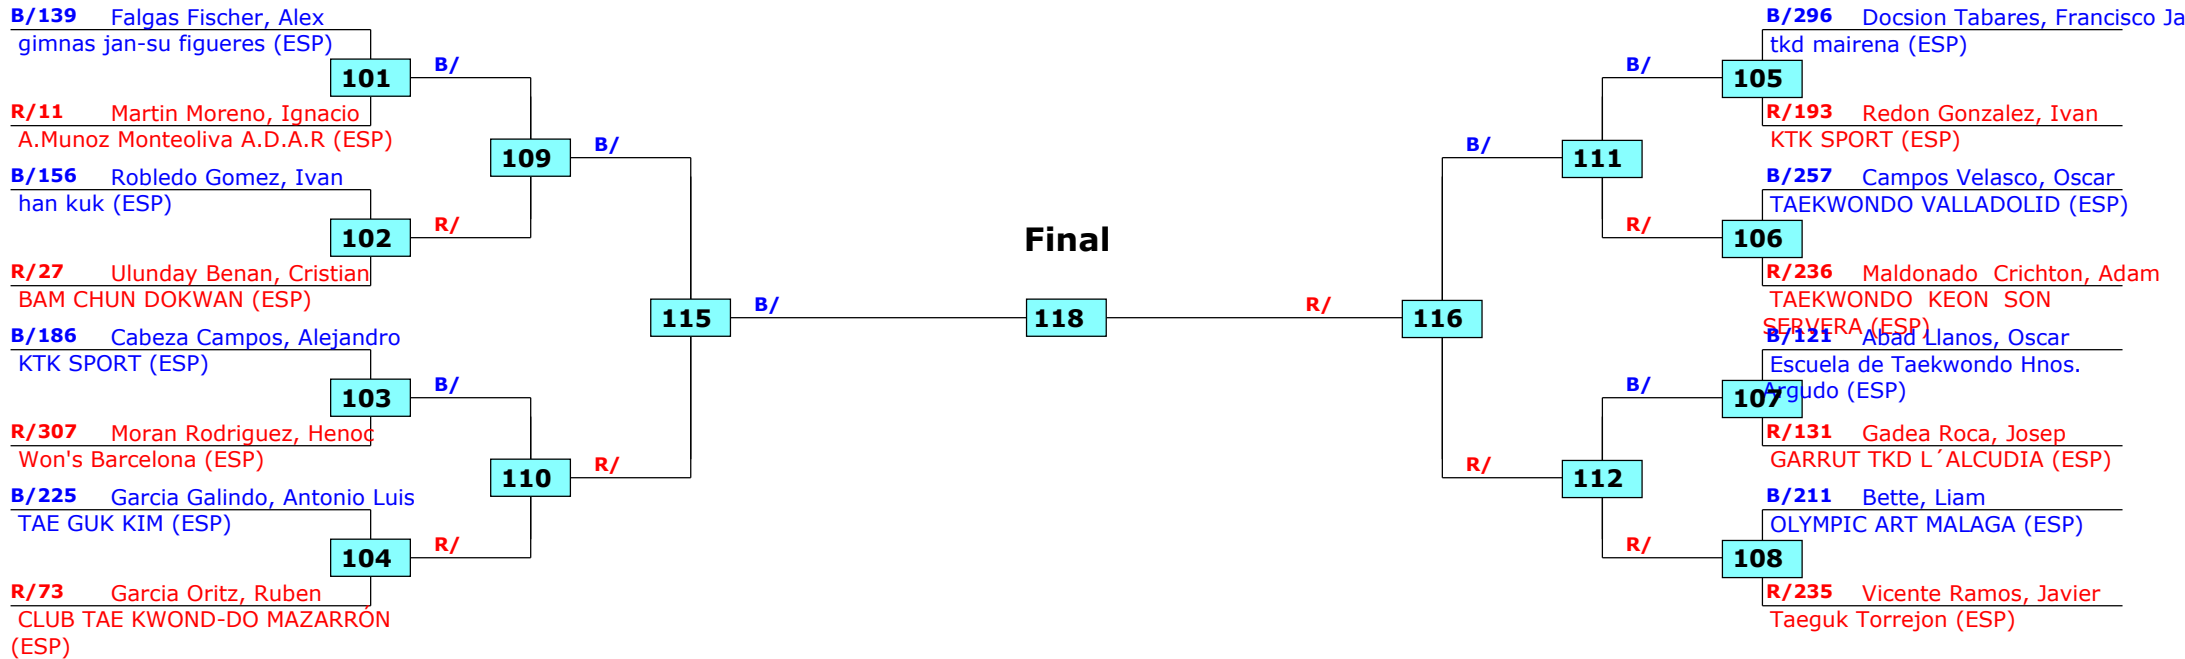 B/139 Falgas Fischer, Alex
gimnas jan-su figueres (ESP)
101
B/
R/11 Martin Moreno, Ignacio
A.Munoz Monteoliva A.D.A.R (ESP)
109
B/
B/156 Robledo Gomez, Ivan
han kuk (ESP)
102
R/
R/27 Ulunday Benan, Cristian
BAM CHUN DOKWAN (ESP)
115
B/
B/186 Cabeza Campos, Alejandro
KTK SPORT (ESP)
103
B/
R/307 Moran Rodriguez, Henoc
Won's Barcelona (ESP)
110
R/
B/225 Garcia Galindo, Antonio Luis
TAE GUK KIM (ESP)
104
R/
R/73 Garcia Oritz, Ruben
CLUB TAE KWOND-DO MAZARRÓN
(ESP)
Final
118
B/296 Docsion Tabares, Francisco Ja
tkd mairena (ESP)
B/
105
R/193 Redon Gonzalez, Ivan
KTK SPORT (ESP)
B/
111
B/257 Campos Velasco, Oscar
TAEKWONDO VALLADOLID (ESP)
R/
106
R/236 Maldonado Crichton, Adam
TAEKWONDO KEON SON
SERVERA (ESP)
R/
116
B/121 Abad Llanos, Oscar
Escuela de Taekwondo Hnos.
Argudo (ESP)
B/
107
R/131 Gadea Roca, Josep
GARRUT TKD L´ALCUDIA (ESP)
R/
112
B/211 Bette, Liam
OLYMPIC ART MALAGA (ESP)
R/
108
R/235 Vicente Ramos, Javier
Taeguk Torrejon (ESP)